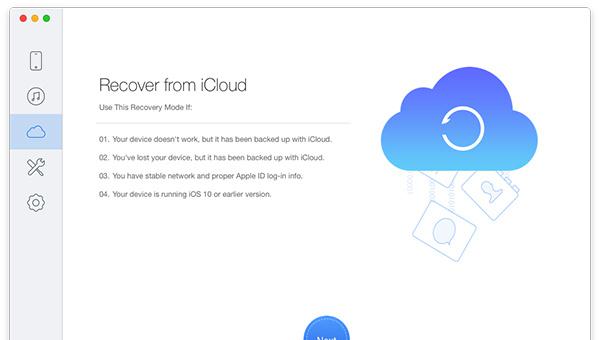 Recover from iCloud
Use This Recovery Mode If:
01. Your device doesn't work, but it has been backed up with iCloud.
02. You've lost your device, but it has been backed up with iCloud.
03. You have stable network and proper Apple ID log-in info.
04. Your device is running iOS 10 or earlier version.
Next